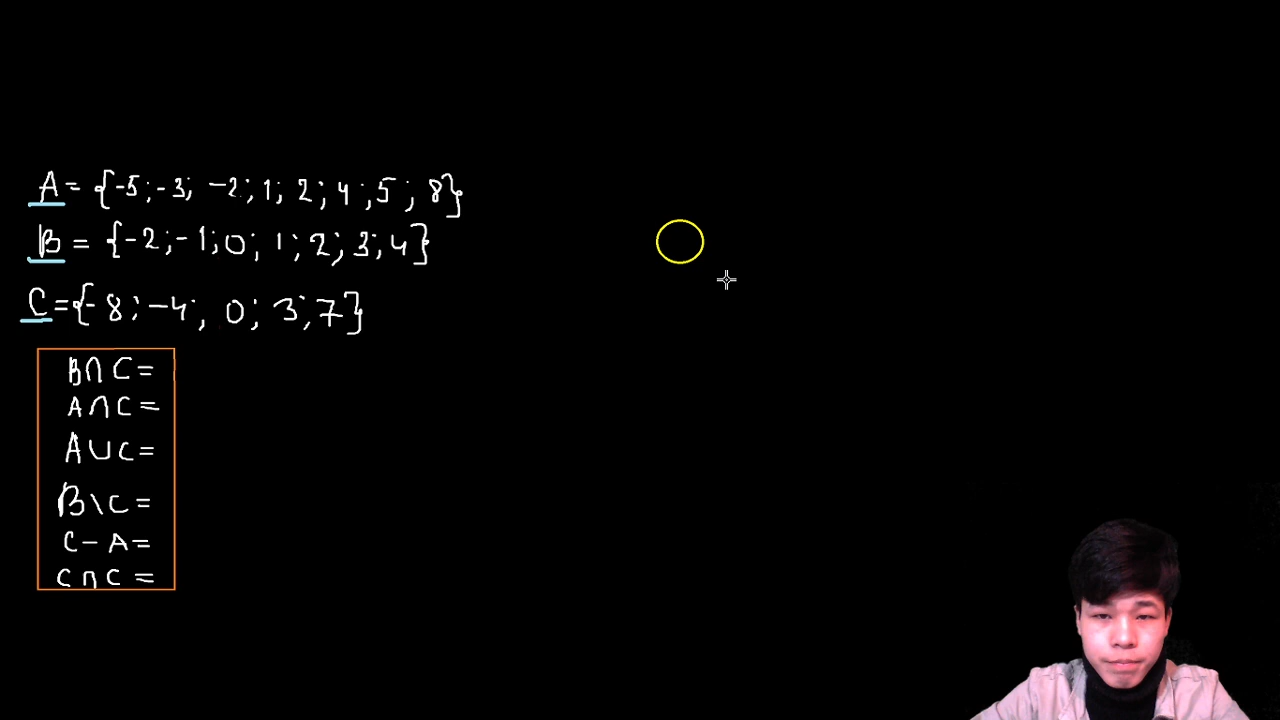 A= {-5;-3; -2; 1; 2; 4 ;5 ; 8}
B = {-2;-1;0; 1; 2; 3; 4}
C={-8;-4; 0; 3;7}
B∩C=
A∩C=
A∪C=
B\C=
C-A=
C∩C=